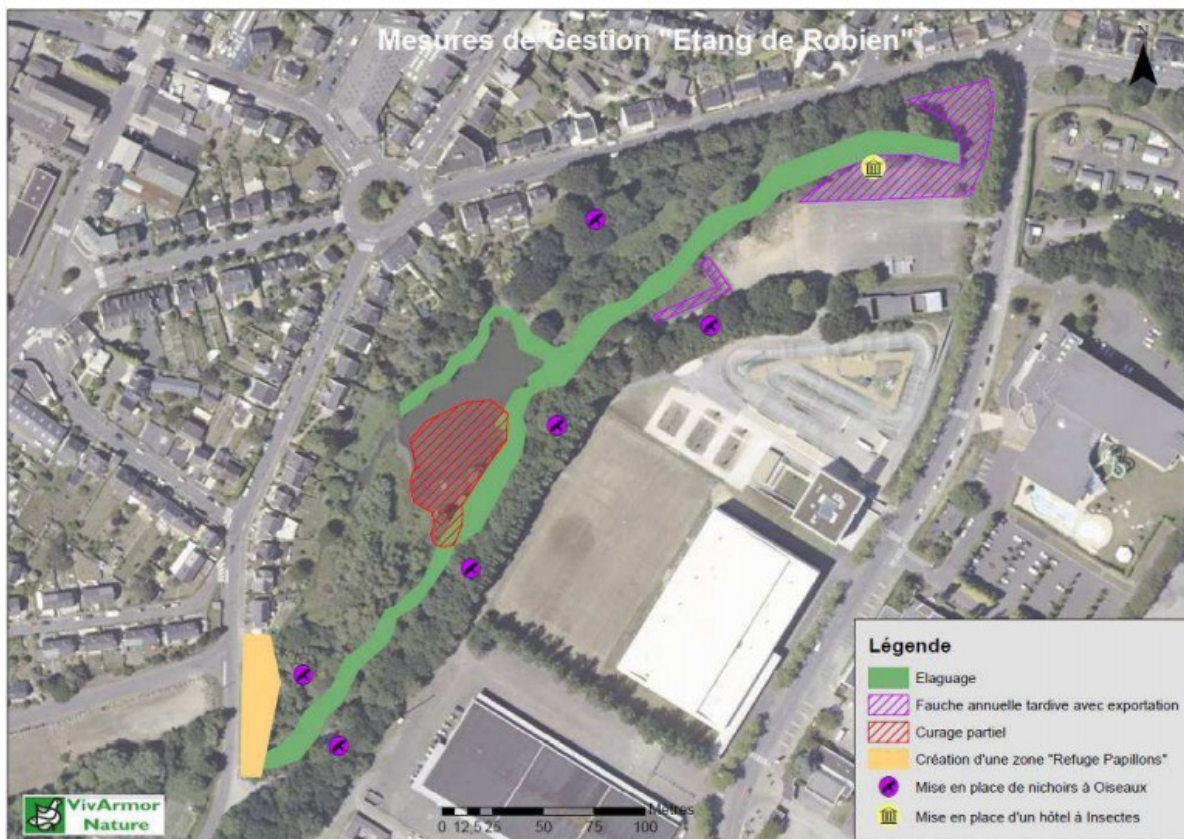 Mesures de Gestion "Etang de Robien"
N
Légende
Elaguage
Fauche annuelle tardive avec exportation
Curage partiel
Création d'une zone "Refuge Papillons"
Mise en place de nichoirs à Oiseaux
Mise en place d'un hôtel à Insectes
VivArmor
Nature
Mètres
0 12,5 25 50 75 100